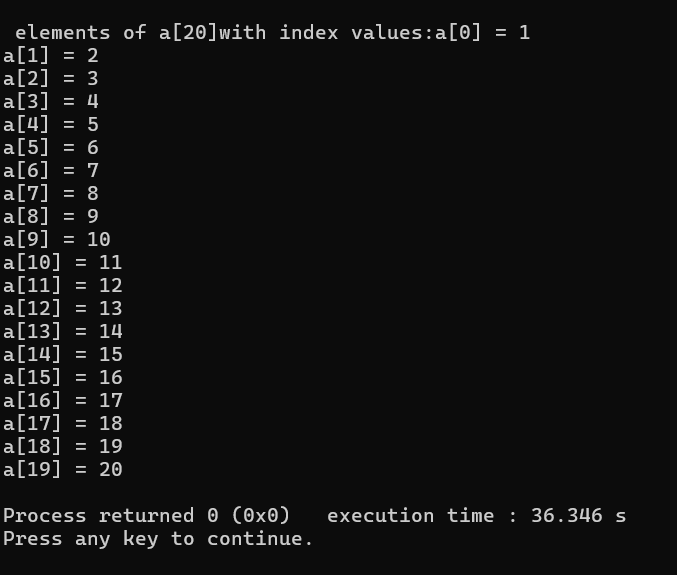 elements of a[20]with index values:a[0] = 1
a[1] = 2
a[2] = 3
a[3] = 4
a[4] = 5
a[5] = 6
a[6] = 7
a[7] = 8
a[8] = 9
a[9] = 10
a[10] = 11
a[11] = 12
a[12] = 13
a[13] = 14
a[14] = 15
a[15] = 16
a[16] = 17
a[17] = 18
a[18] = 19
a[19] = 20
Process returned 0 (0x0)   execution time : 36.346 s
Press any key to continue.